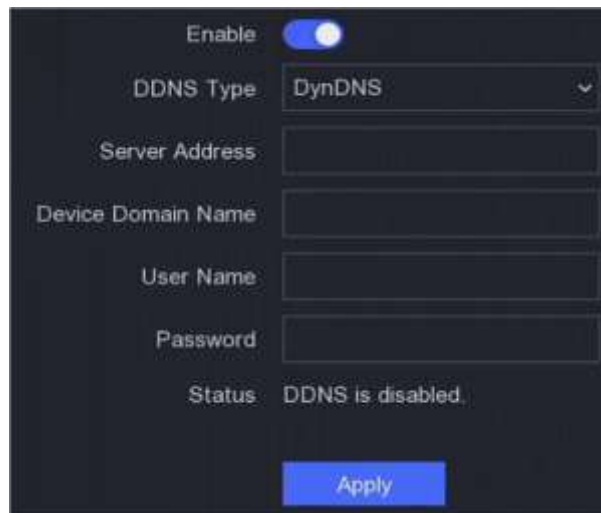 Enable
DDNS Type DynDNS
Server Address
Device Domain Name
User Name
Password
Status DDNS is disabled.
Apply